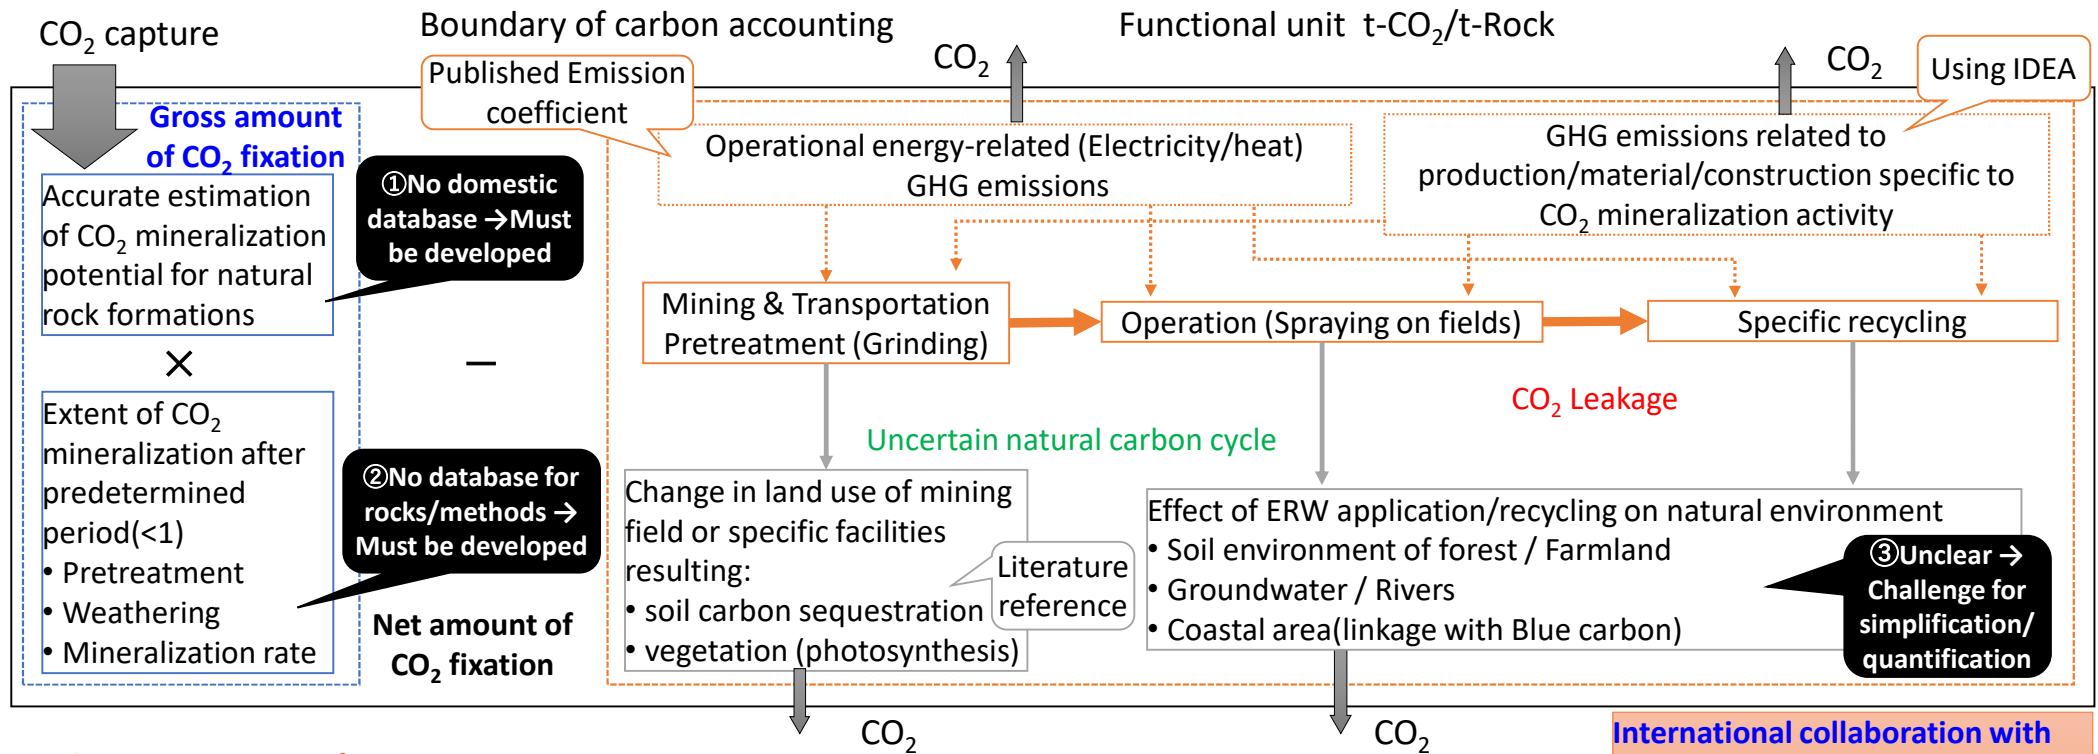 CO₂ capture
Boundary of carbon accounting
Functional unit t-CO₂/t-Rock
CO₂
CO₂
Published Emission
coefficient
Using IDEA
Gross amount
of CO₂ fixation
Accurate estimation
of CO₂ mineralization
potential for natural
rock formations
①No domestic
database →Must
be developed
×
Extent of CO₂
mineralization after
predetermined
period(<1)
• Pretreatment
• Weathering
• Mineralization rate
②No database for
rocks/methods →
Must be developed
−
Net amount of
CO₂ fixation
Operational energy-related (Electricity/heat)
GHG emissions
GHG emissions related to
production/material/construction specific to
CO₂ mineralization activity
Mining & Transportation
Pretreatment (Grinding)
Operation (Spraying on fields)
Specific recycling
CO₂ Leakage
Uncertain natural carbon cycle
Change in land use of mining
field or specific facilities
resulting:
• soil carbon sequestration
• vegetation (photosynthesis)
Literature
reference
Effect of ERW application/recycling on natural environment
• Soil environment of forest / Farmland
• Groundwater / Rivers
• Coastal area(linkage with Blue carbon)
③Unclear →
Challenge for
simplification/
quantification
CO₂
CO₂
International collaboration with